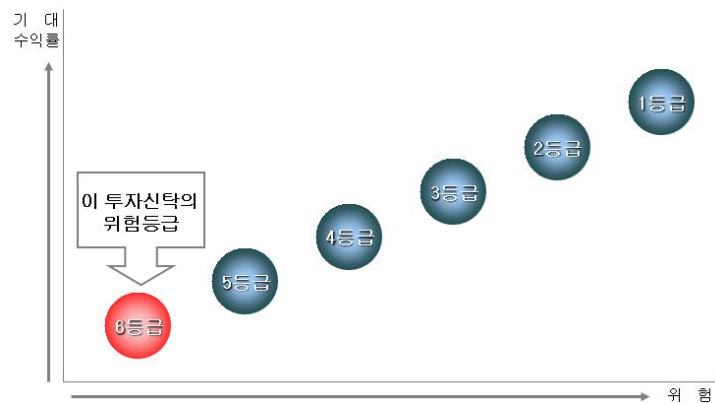 기 대
수익률
1등급
2등급
3등급
이 투자신탁의
위험등급
4등급
5등급
6등급
위 험